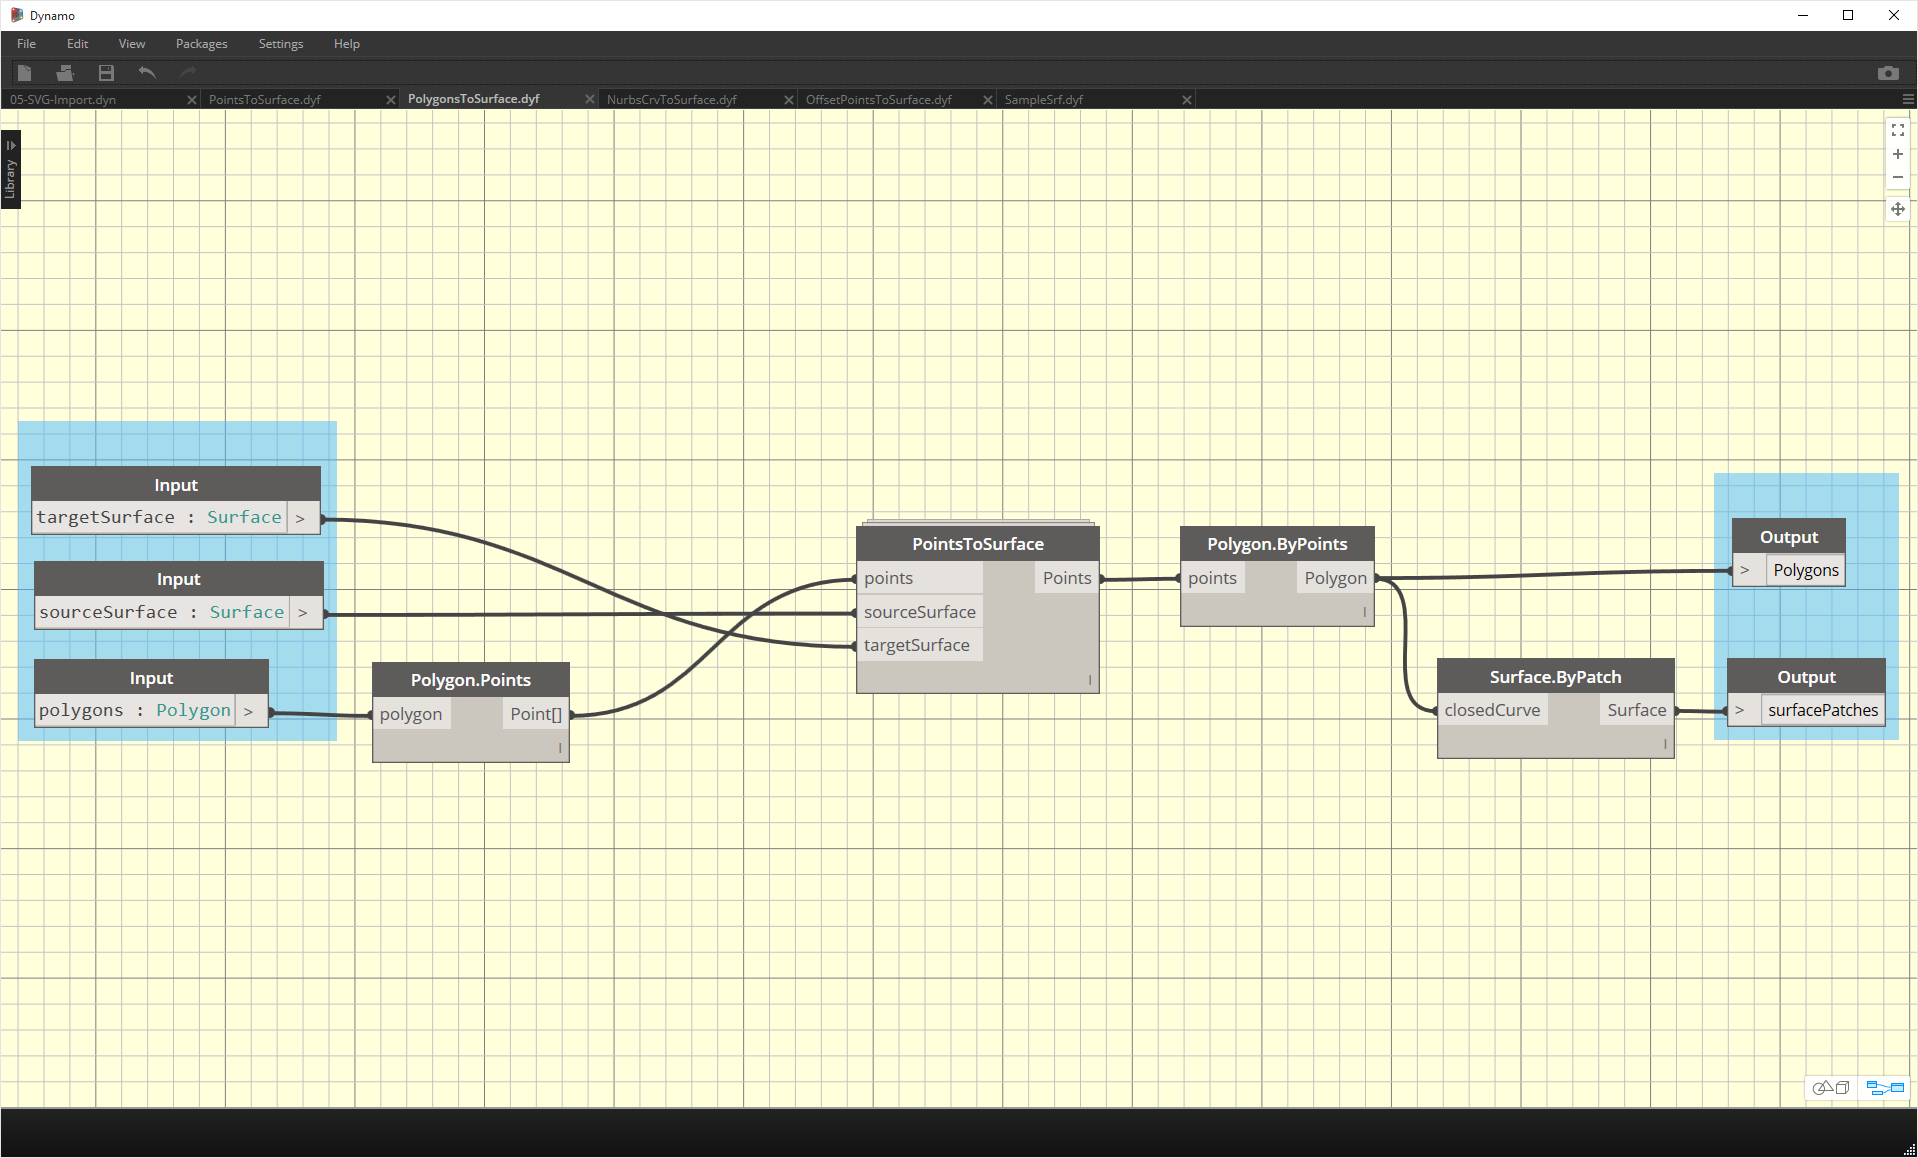 Dynamo
File Edit View Packages Settings Help
05-SVG-Import.dyn PointsToSurface.dyf PolygonsToSurface.dyf NurbsCrvToSurface.dyf OffsetPointsToSurface.dyf SampleSrf.dyf
Library
Input
targetSurface : Surface >
Input
sourceSurface : Surface >
Input
polygons : Polygon >
Polygon.Points
polygon Point[]
PointsToSurface
points Points
sourceSurface
targetSurface
Polygon.ByPoints
points Polygon
Surface.ByPatch
closedCurve Surface
Output
> Polygons
Output
> surfacePatches